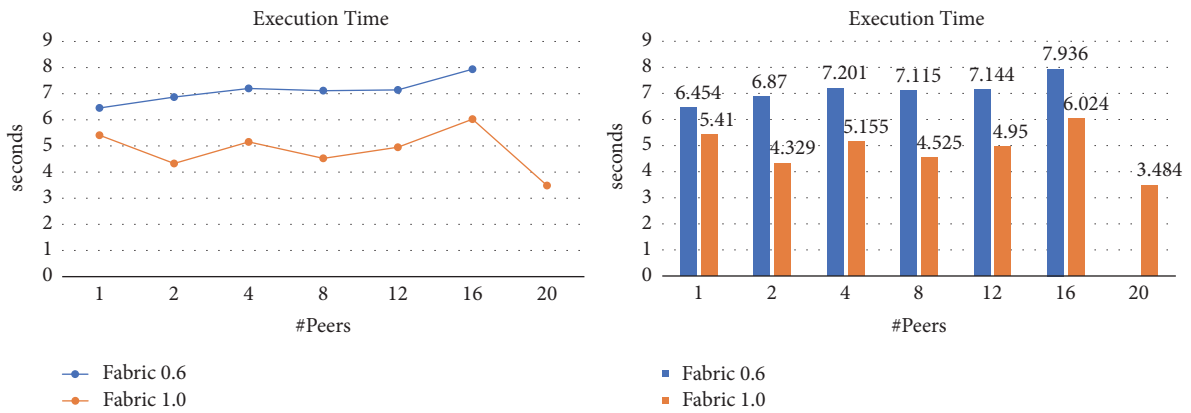 Execution Time
9
8
7
6
5
4
3
2
1
0
seconds
1 2 4 8 12 16 20
#Peers
Fabric 0.6
Fabric 1.0
Execution Time
9
8
7
6
5
4
3
2
1
0
seconds
6.454
5.41
6.87
4.329
7.201
5.155
7.115
4.525
7.144
4.95
7.936
6.024
3.484
1 2 4 8 12 16 20
#Peers
Fabric 0.6
Fabric 1.0